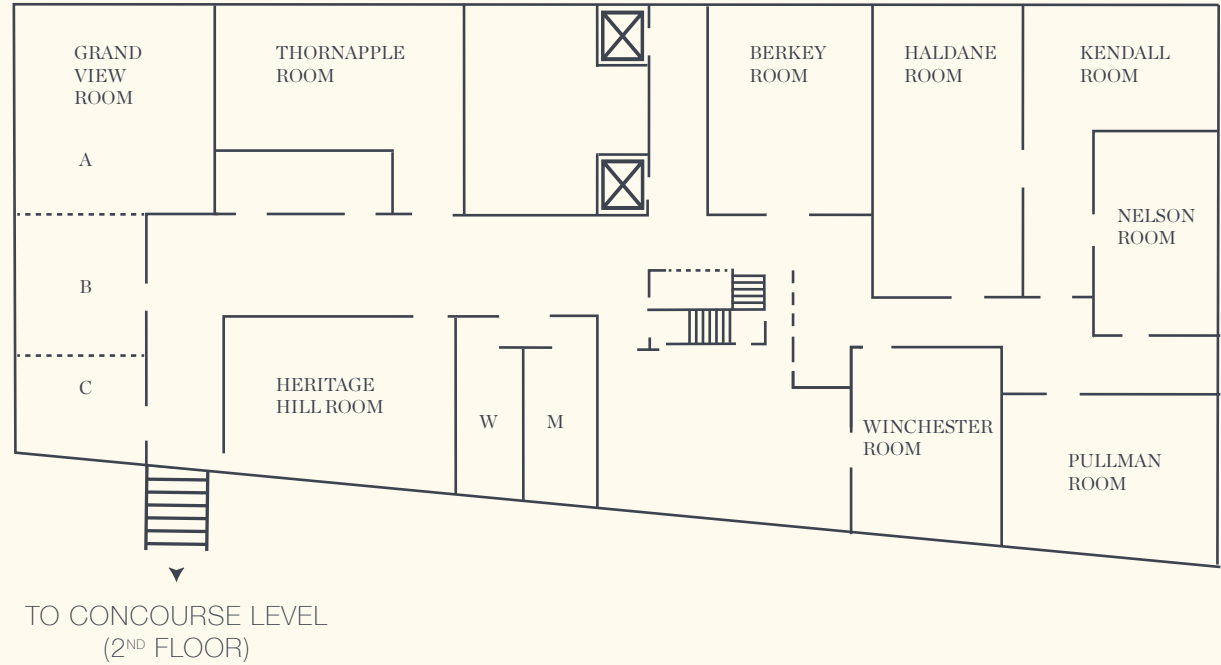 GRAND
VIEW
ROOM
A
B
C
THORNAPPLE
ROOM
BERKEY
ROOM
HALDANE
ROOM
KENDALL
ROOM
NELSON
ROOM
HERITAGE
HILL ROOM
W
M
WINCHESTER
ROOM
PULLMAN
ROOM
TO CONCOURSE LEVEL
(2ND FLOOR)